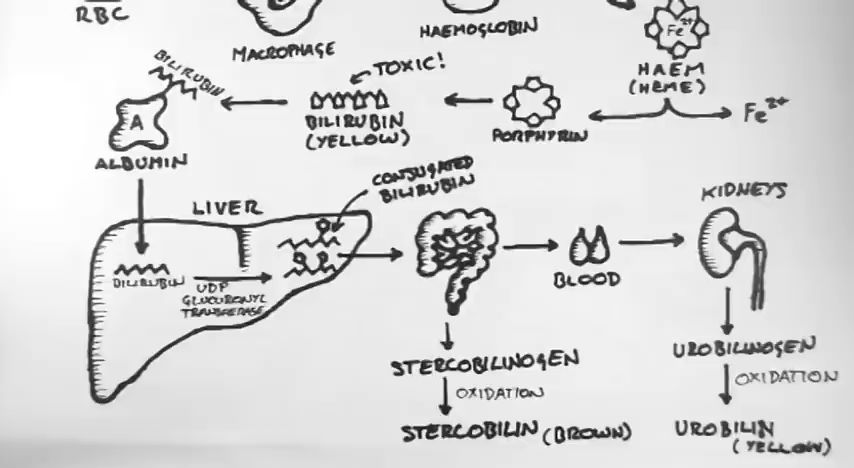 RBC
MACROPHAGE
HAEMOGLOBIN
Fe²⁺
HAEM
(HEME)
BILIRUBIN
TOXIC!
A
BILIRUBIN
(YELLOW)
PORPHYRIN
Fe²⁺
ALBUMIN
CONJUGATED
BILIRUBIN
KIDNEYS
LIVER
BILIRUBIN
UDP
GLUCURONYL
TRANSFERASE
BLOOD
STERCOBILINOGEN
OXIDATION
STERCOBILIN (BROWN)
UROBILINOGEN
OXIDATION
UROBILIN
(YELLOW)